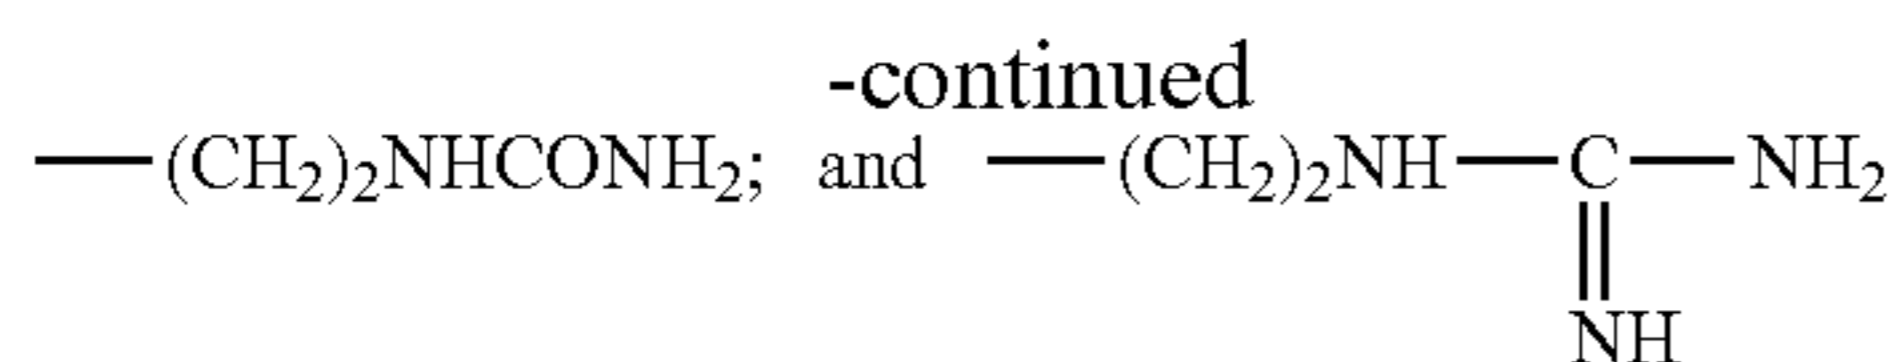 -continued
—(CH₂)₂NHCONH₂; and —(CH₂)₂NH—C—NH₂
NH